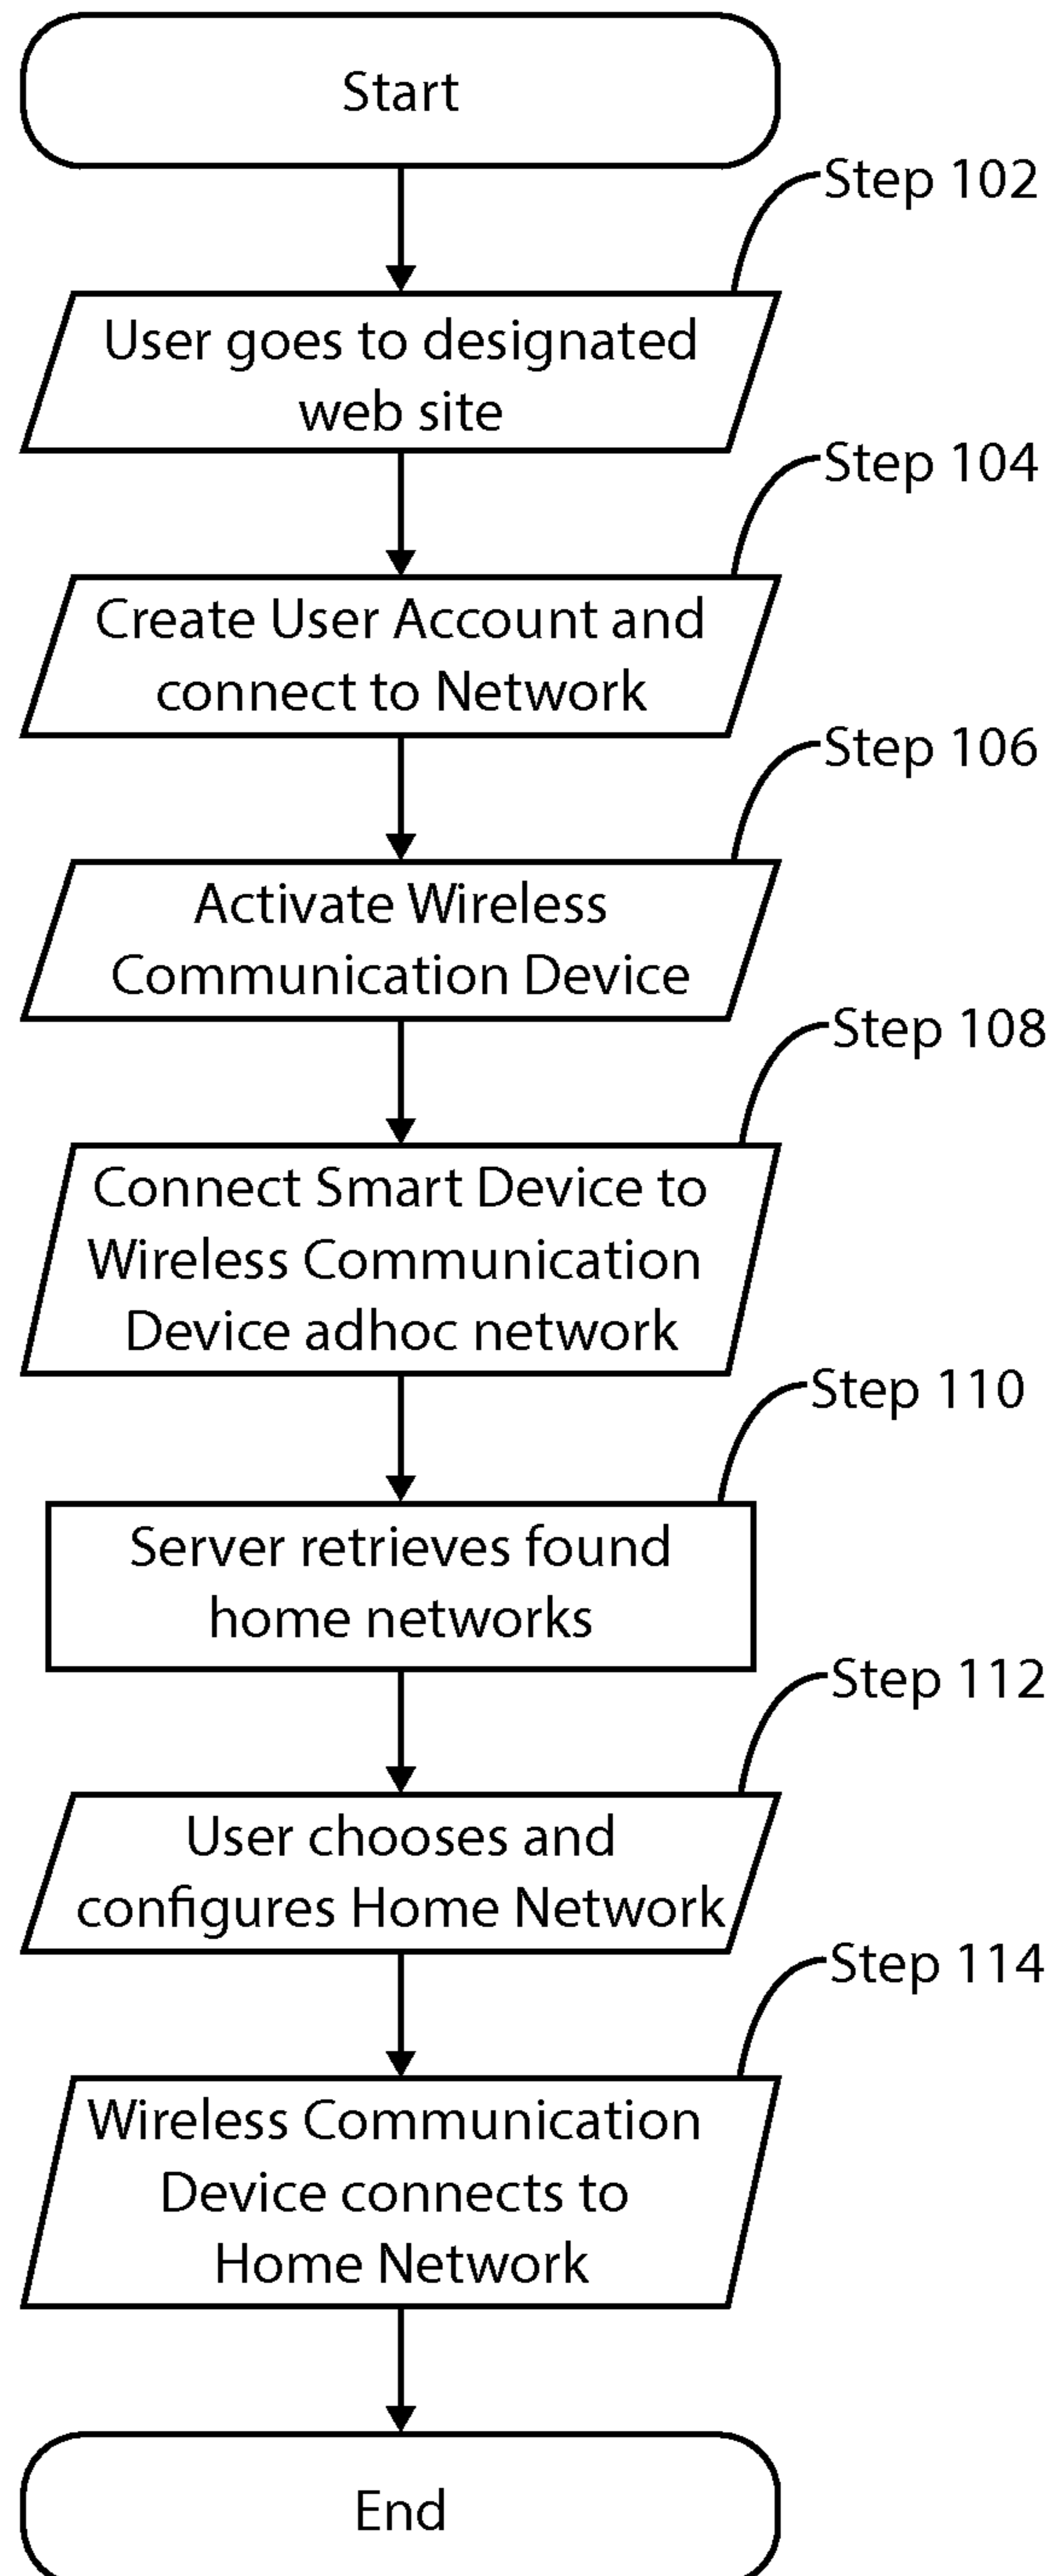 Start
Step 102
User goes to designated
web site
Step 104
Create User Account and
connect to Network
Step 106
Activate Wireless
Communication Device
Step 108
Connect Smart Device to
Wireless Communication
Device adhoc network
Step 110
Server retrieves found
home networks
Step 112
User chooses and
configures Home Network
Step 114
Wireless Communication
Device connects to
Home Network
End